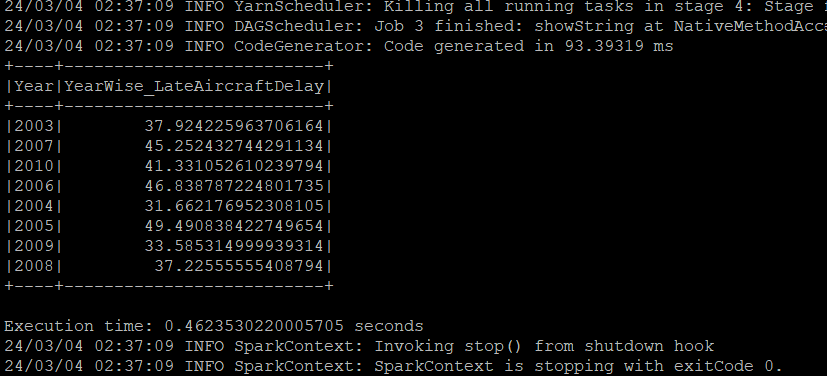 24/03/04 02:37:09 INFO YarnScheduler: Killing all running tasks in stage 4: Stage
24/03/04 02:37:09 INFO DAGScheduler: Job 3 finished: showString at NativeMethodAcc
24/03/04 02:37:09 INFO CodeGenerator: Code generated in 93.39319 ms
+----+--------------------------+
|Year|YearWise_LateAircraftDelay|
+----+--------------------------+
|2003|        37.924225963706164|
|2007|        45.252432744291134|
|2010|        41.331052610239794|
|2006|        46.838787224801735|
|2004|        31.662176952308105|
|2005|        49.490838422749654|
|2009|        33.585314999939314|
|2008|         37.22555555408794|
+----+--------------------------+
Execution time: 0.4623530220005705 seconds
24/03/04 02:37:09 INFO SparkContext: Invoking stop() from shutdown hook
24/03/04 02:37:09 INFO SparkContext: SparkContext is stopping with exitCode 0.